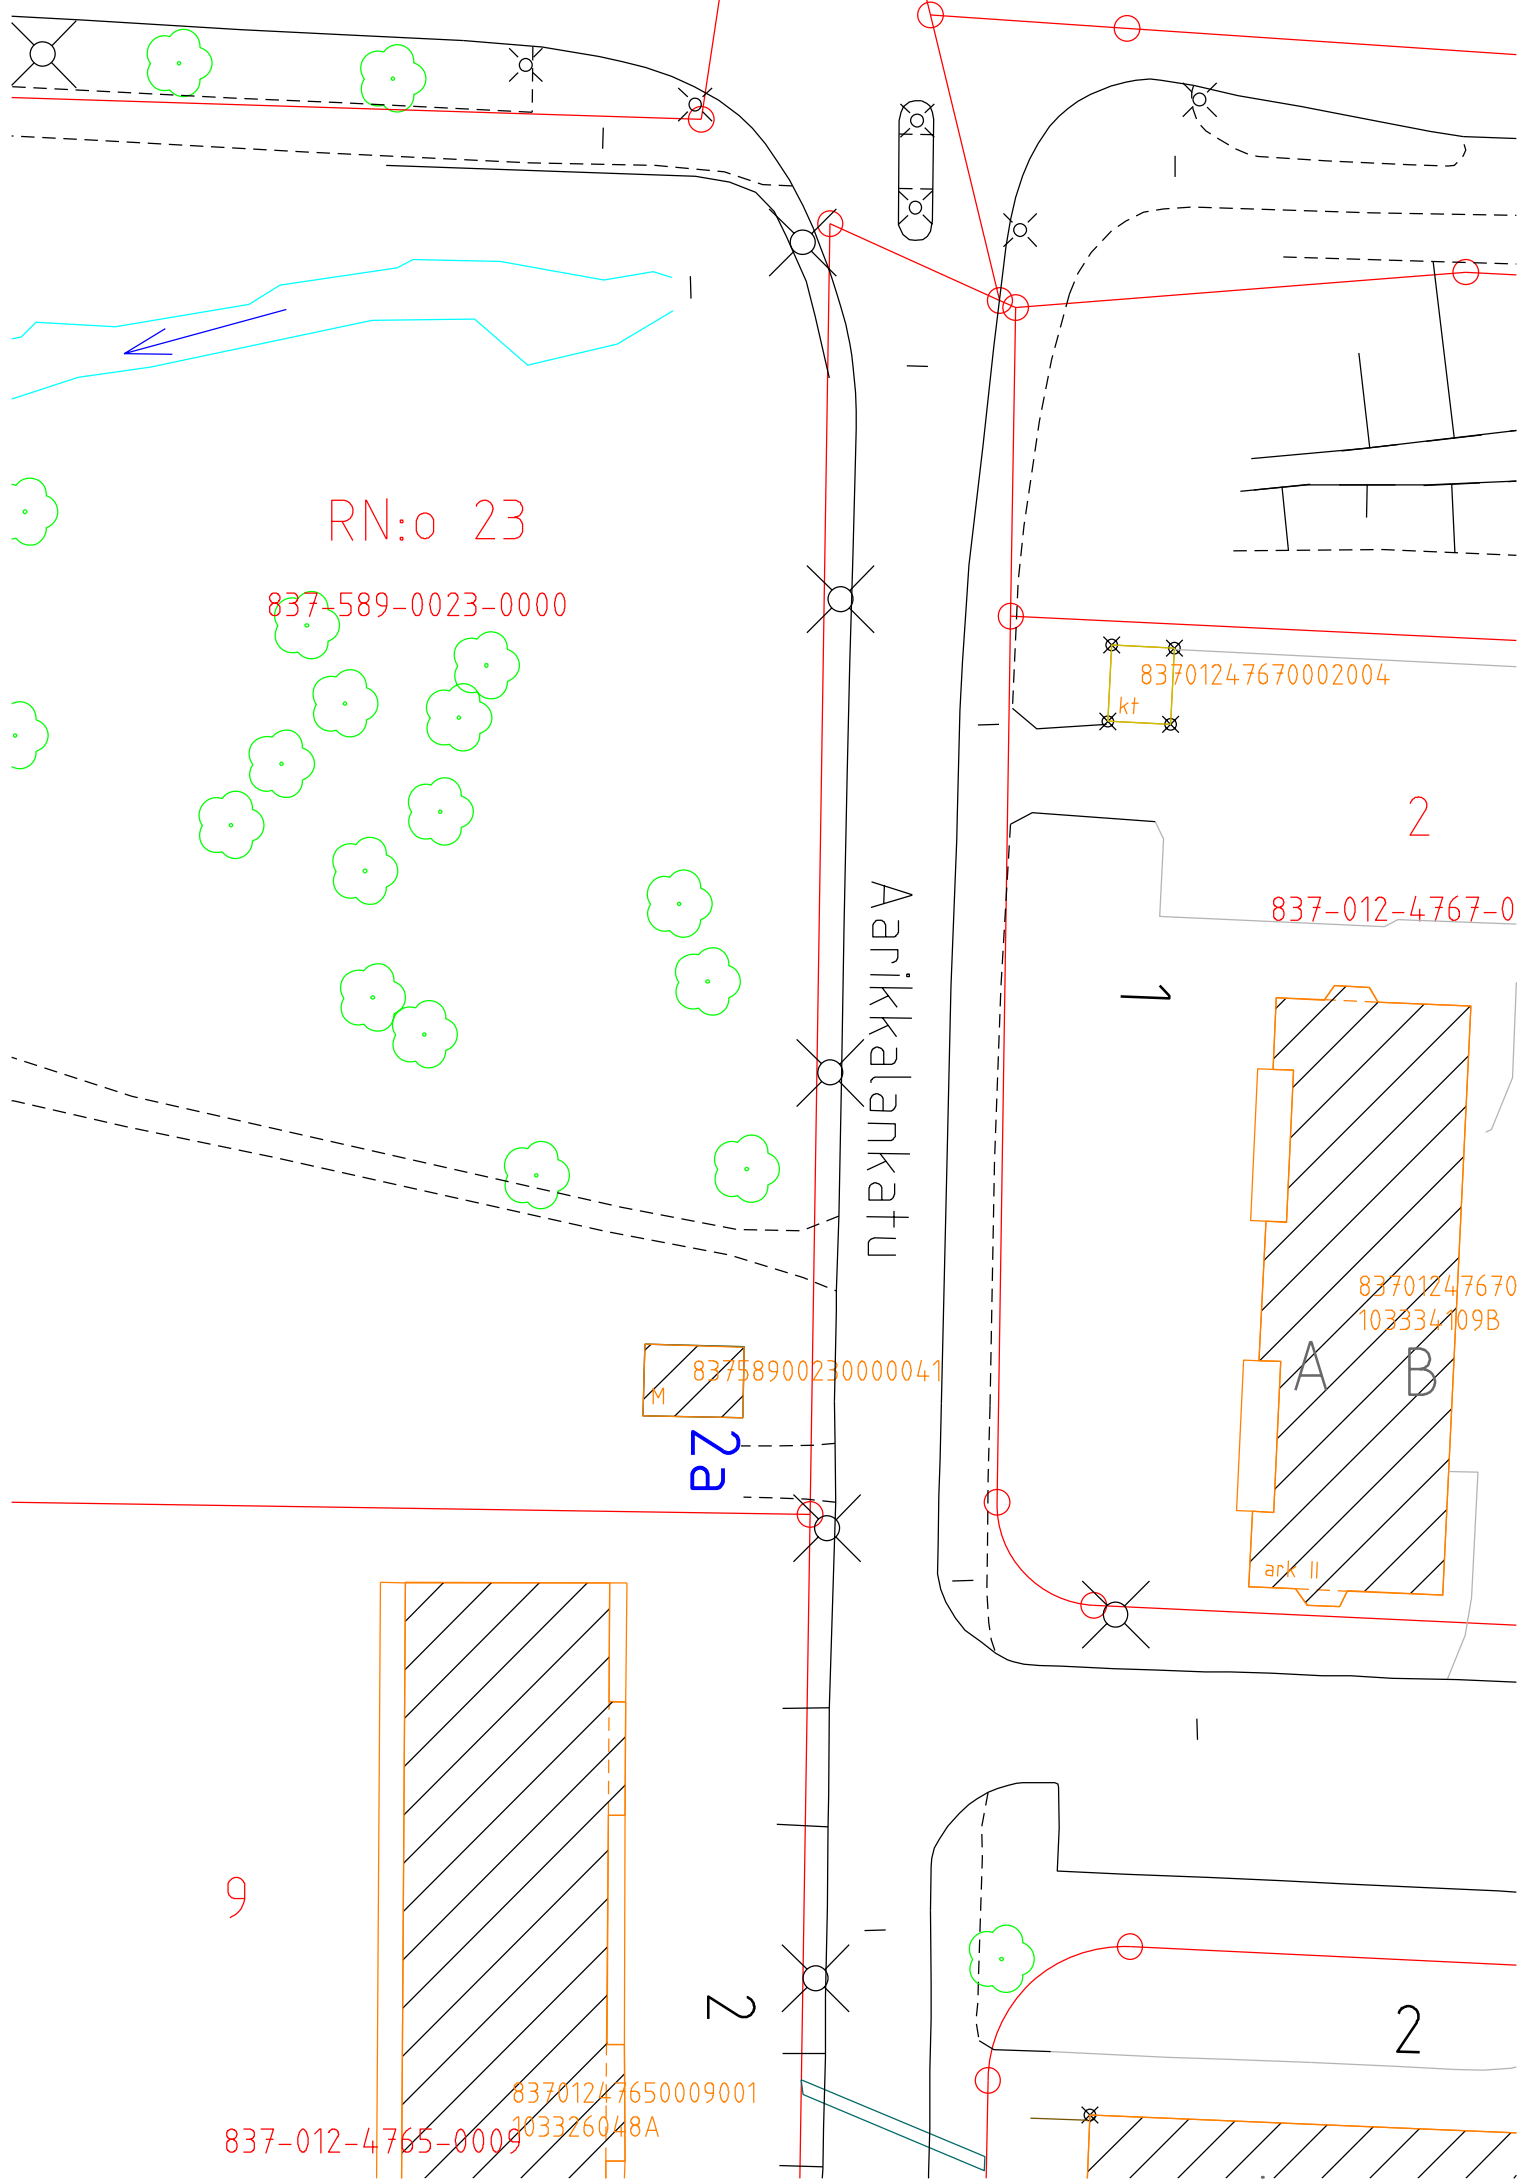 RN:o 23
837-589-0023-0000
83701247670002004
kt
2
837-012-4767-0
Aarikkalankatu
1
83701247670
103334109B
A
B
83758900230000041
M
2a
ark II
9
2
2
83701247650009001
103326048A
837-012-4765-0009